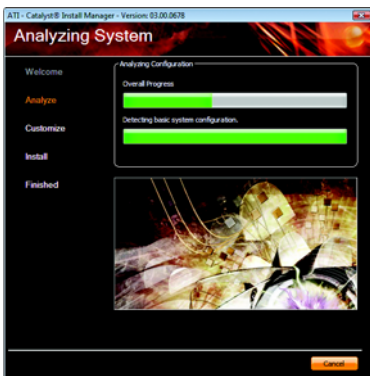 ATI - Catalyst® Install Manager - Version: 03.00.0678
Analyzing System
Welcome
Analyze
Customize
Install
Finished
Analyzing Configuration
Overall Progress
Detecting basic system configuration.
Cancel